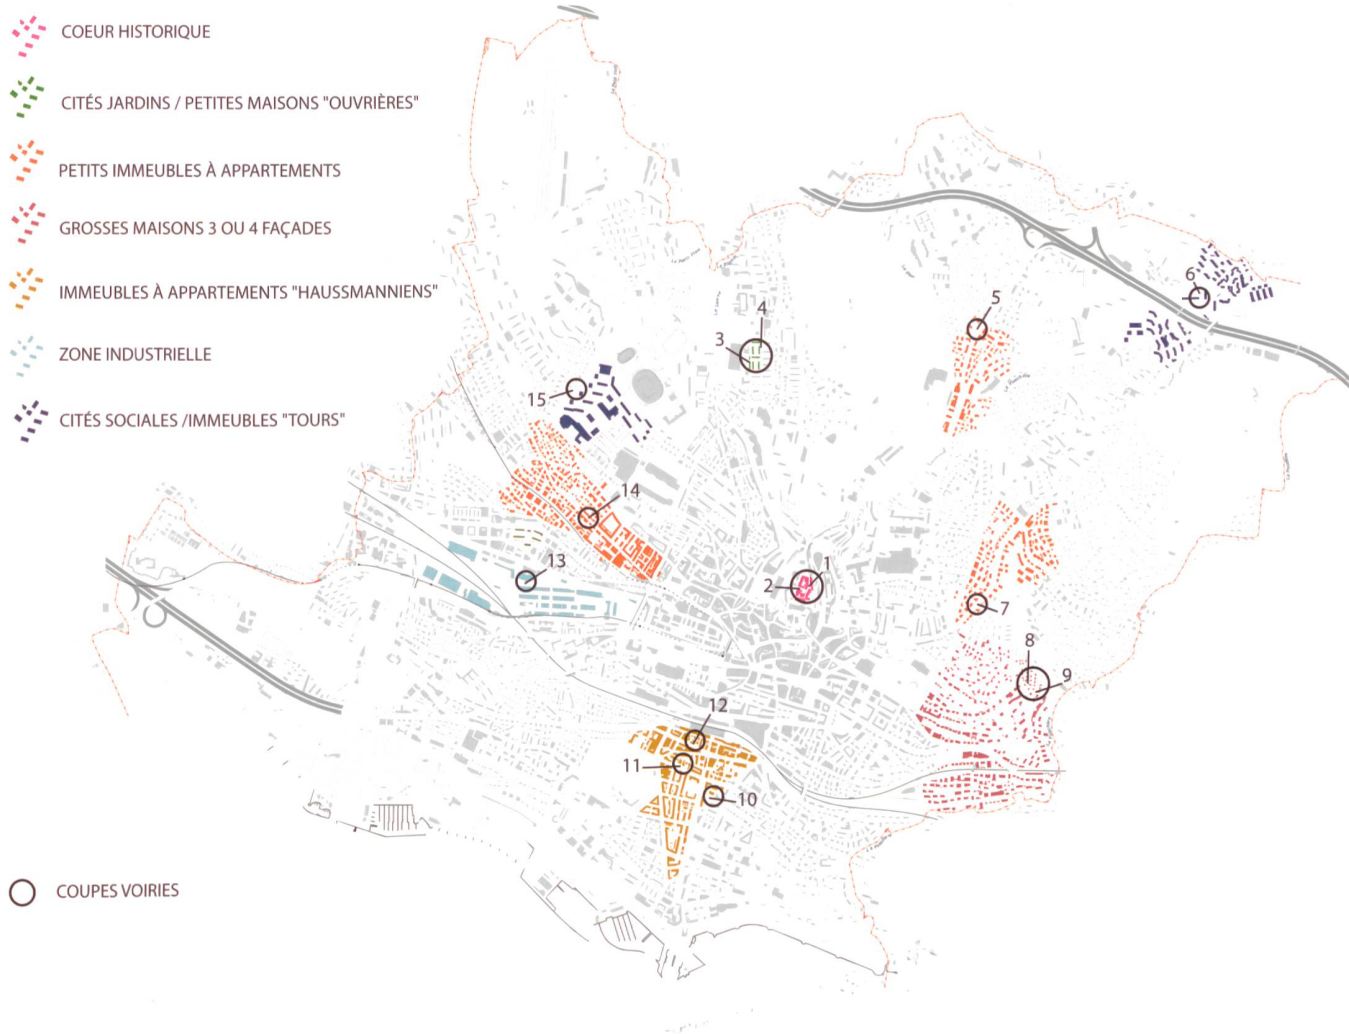 COEUR HISTORIQUE
CITÉS JARDINS / PETITES MAISONS "OUVRIÈRES"
PETITS IMMEUBLES À APPARTEMENTS
GROSSES MAISONS 3 OU 4 FAÇADES
IMMEUBLES À APPARTEMENTS "HAUSSMANNIENS"
ZONE INDUSTRIELLE
CITÉS SOCIALES /IMMEUBLES "TOURS"
6
5
4
3
15
14
13
1
2
7
8
9
12
11
10
COUPES VOIRIES